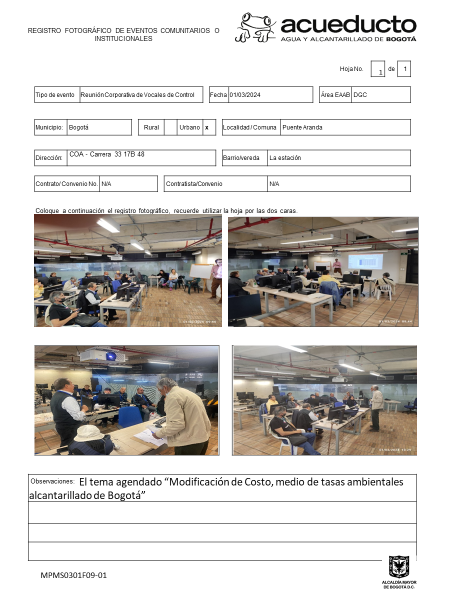 REGISTRO FOTOGRÁFICO DE EVENTOS COMUNITARIOS O
INSTITUCIONALES
acueducto
AGUA Y ALCANTARILLADO DE BOGOTÁ
Hoja No. 1 de 1
Tipo de evento Reunión Corporativa de Vocales de Control Fecha 01/03/2024 Área EAAB DGC
Municipio: Bogotá Rural Urbano x Localidad / Comuna Puente Aranda
Dirección: COA - Carrera 33 17B 48 Barrio/vereda La estación
Contrato/Convenio No. N/A Contratista/Convenio N/A
Coloque a continuación el registro fotográfico, recuerde utilizar la hoja por las dos caras.
Observaciones: El tema agendado “Modificación de Costo, medio de tasas ambientales
alcantarillado de Bogotá”
MPMS0301F09-01
ALCALDÍA MAYOR
DE BOGOTÁ D.C.